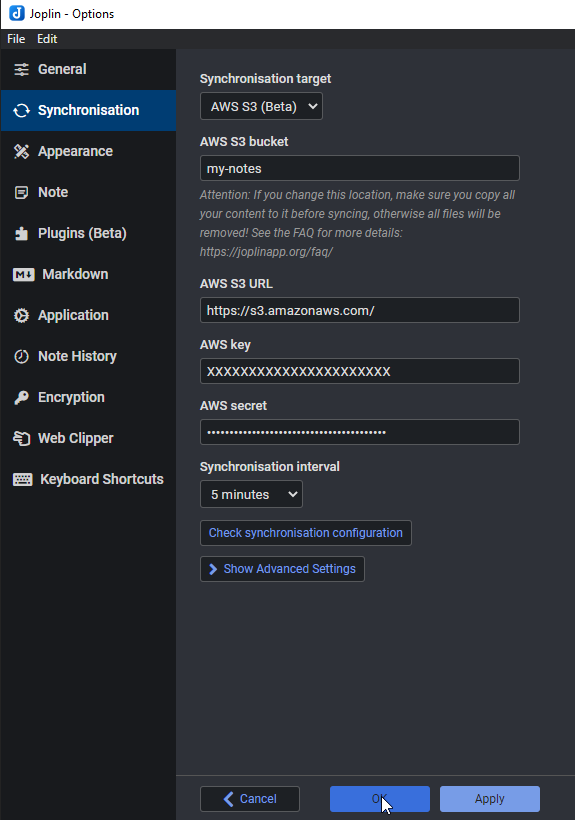 Joplin - Options
File Edit
General
Synchronisation
Appearance
Note
Plugins (Beta)
Markdown
Application
Note History
Encryption
Web Clipper
Keyboard Shortcuts
Synchronisation target
AWS S3 (Beta)
AWS S3 bucket
my-notes
Attention: If you change this location, make sure you copy all
your content to it before syncing, otherwise all files will be
removed! See the FAQ for more details:
https://joplinapp.org/faq/
AWS S3 URL
https://s3.amazonaws.com/
AWS key
XXXXXXXXXXXXXXXXXXXXXXX
AWS secret
••••••••••••••••••••••••••••••••••••••••
Synchronisation interval
5 minutes
Check synchronisation configuration
Show Advanced Settings
Cancel
OK
Apply